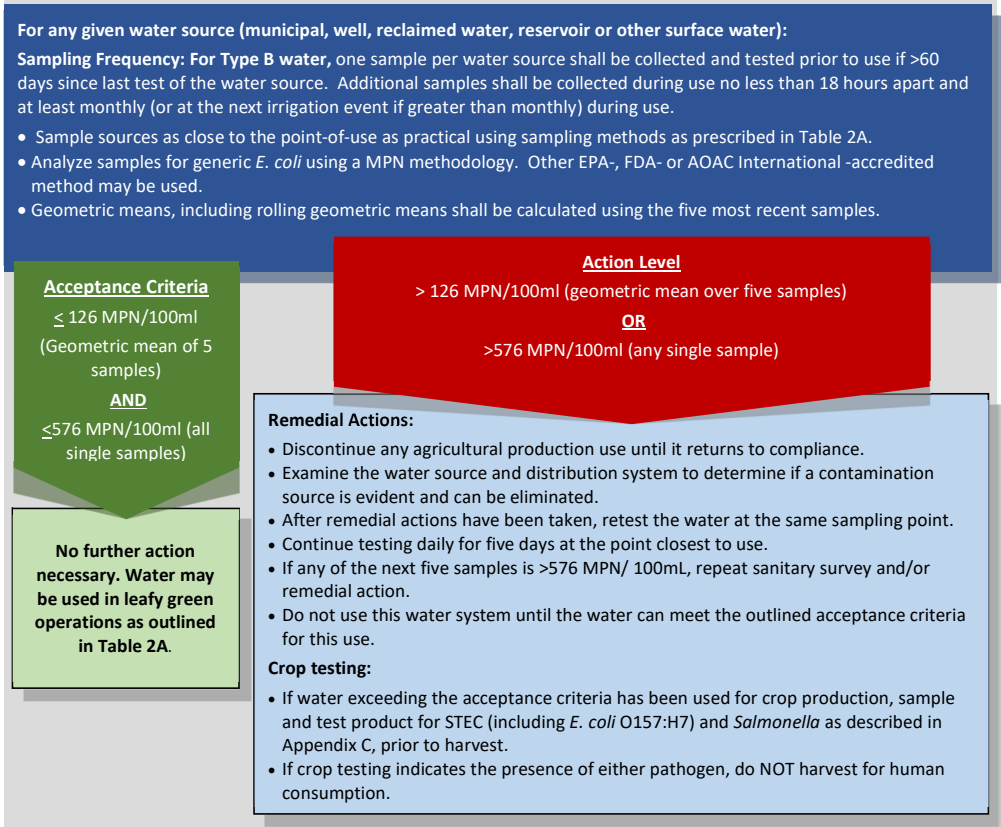 For any given water source (municipal, well, reclaimed water, reservoir or other surface water):
Sampling Frequency: For Type B water, one sample per water source shall be collected and tested prior to use if >60
days since last test of the water source.  Additional samples shall be collected during use no less than 18 hours apart and
at least monthly (or at the next irrigation event if greater than monthly) during use.
• Sample sources as close to the point-of-use as practical using sampling methods as prescribed in Table 2A.
• Analyze samples for generic E. coli using a MPN methodology.  Other EPA-, FDA- or AOAC International -accredited
method may be used.
• Geometric means, including rolling geometric means shall be calculated using the five most recent samples.
Acceptance Criteria
≤ 126 MPN/100ml
(Geometric mean of 5
samples)
AND
≤576 MPN/100ml (all
single samples)
No further action
necessary. Water may
be used in leafy green
operations as outlined
in Table 2A.
Action Level
> 126 MPN/100ml (geometric mean over five samples)
OR
>576 MPN/100ml (any single sample)
Remedial Actions:
• Discontinue any agricultural production use until it returns to compliance.
• Examine the water source and distribution system to determine if a contamination
source is evident and can be eliminated.
• After remedial actions have been taken, retest the water at the same sampling point.
• Continue testing daily for five days at the point closest to use.
• If any of the next five samples is >576 MPN/ 100mL, repeat sanitary survey and/or
remedial action.
• Do not use this water system until the water can meet the outlined acceptance criteria
for this use.
Crop testing:
• If water exceeding the acceptance criteria has been used for crop production, sample
and test product for STEC (including E. coli O157:H7) and Salmonella as described in
Appendix C, prior to harvest.
• If crop testing indicates the presence of either pathogen, do NOT harvest for human
consumption.